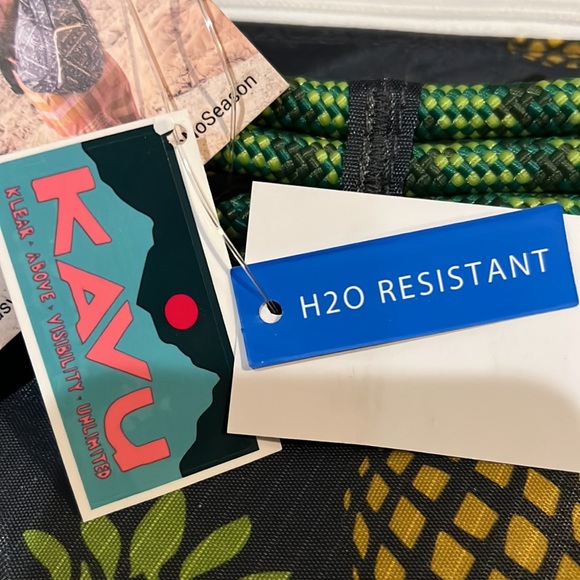 oSeason
KAVU
KLEAR · ABOVE · VISIBILITY · UNLIMITED
H2O RESISTANT